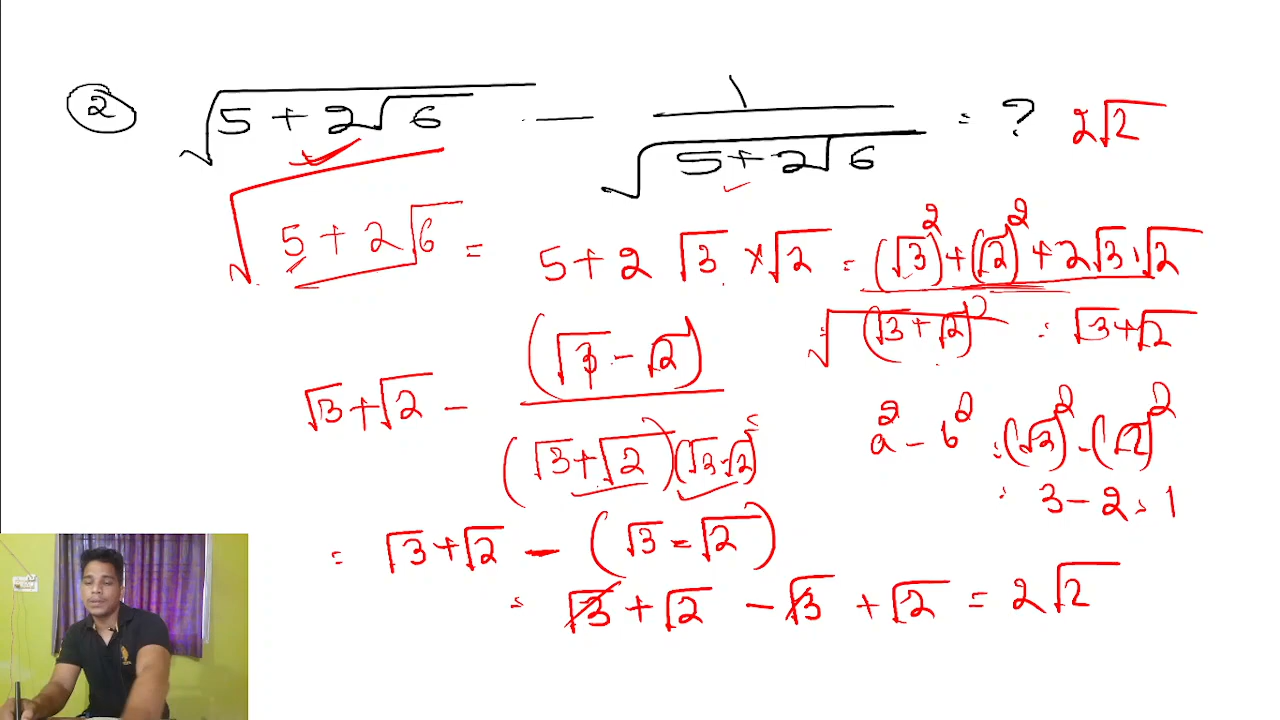 ② √(5 + 2√6) — 1/√(5 + 2√6) = ? 2√2
√(5 + 2√6) = 5 + 2 √3 × √2 = (√3)² + (√2)² + 2√3 · √2
√(√3 + √2)² = √3 + √2
√3 + √2 − (√3 − √2)/(√3 + √2)(√3 − √2)
a² − b² = (√3)² − (√2)²
= 3 − 2 = 1
= √3 + √2 − (√3 − √2)
= √3 + √2 − √3 + √2 = 2√2